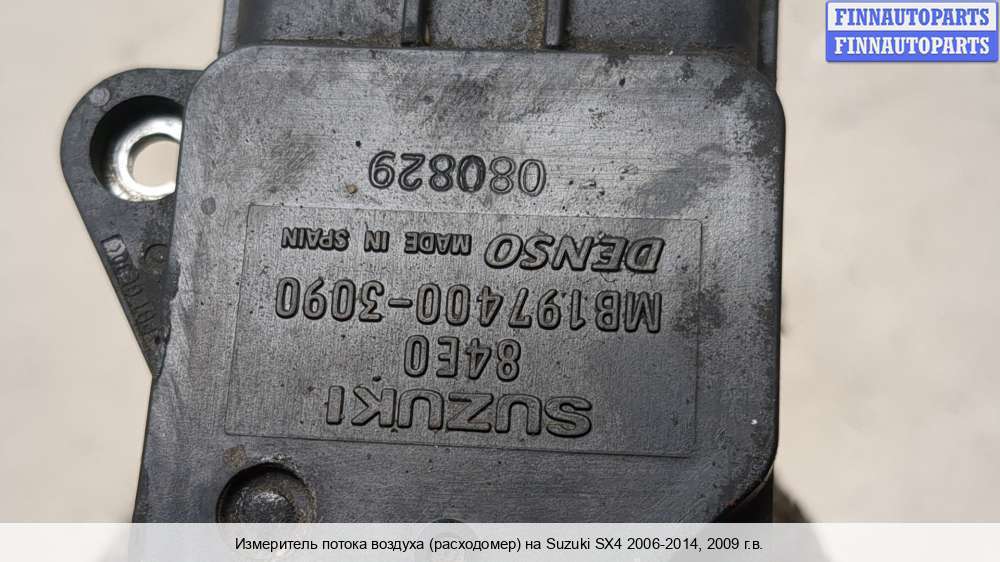 FINNAUTOPARTS
FINNAUTOPARTS
SUZUKI
84E0
MB197400-3090
DENSO MADE IN SPAIN
080829
Измеритель потока воздуха (расходомер) на Suzuki SX4 2006-2014, 2009 г.в.